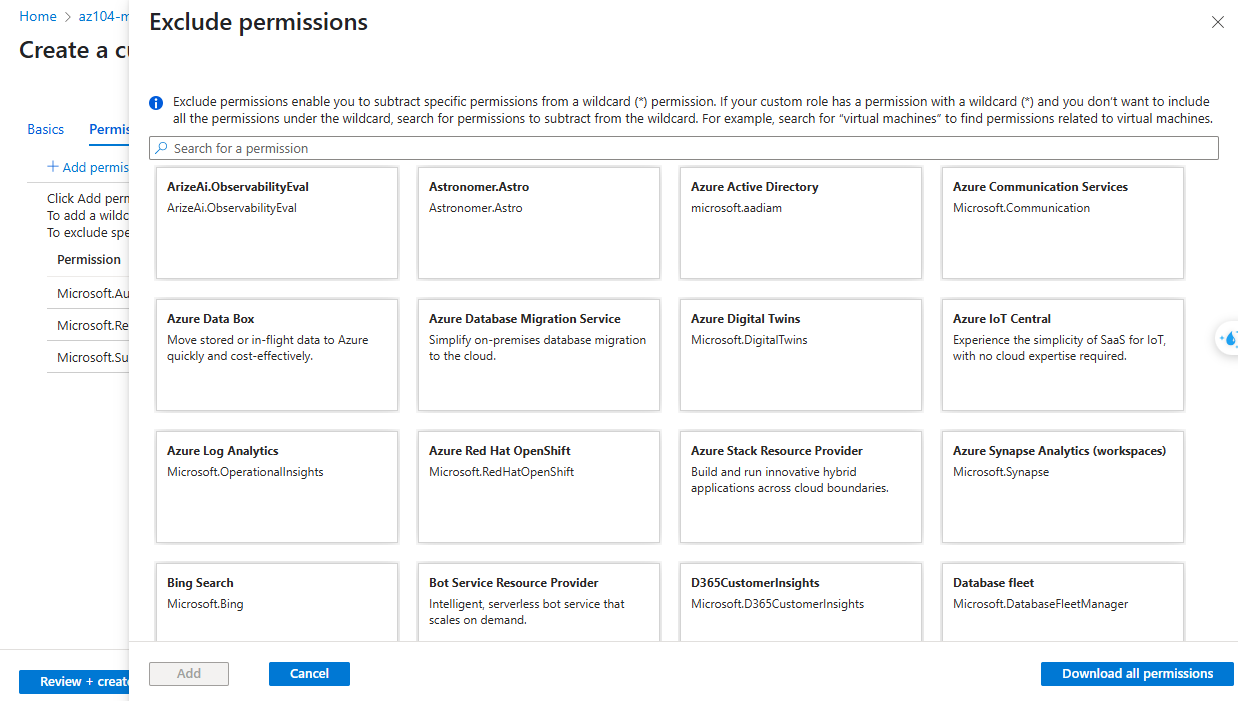 Home > az104-m
Create a cu
Basics
Permis
+ Add permis
Click Add perm
To add a wildc
To exclude spe
Permission
Microsoft.Au
Microsoft.Re
Microsoft.Su
Review + create
Exclude permissions
Exclude permissions enable you to subtract specific permissions from a wildcard (*) permission. If your custom role has a permission with a wildcard (*) and you don't want to include
all the permissions under the wildcard, search for permissions to subtract from the wildcard. For example, search for “virtual machines” to find permissions related to virtual machines.
Search for a permission
ArizeAi.ObservabilityEval
ArizeAi.ObservabilityEval
Astronomer.Astro
Astronomer.Astro
Azure Active Directory
microsoft.aadiam
Azure Communication Services
Microsoft.Communication
Azure Data Box
Move stored or in-flight data to Azure
quickly and cost-effectively.
Azure Database Migration Service
Simplify on-premises database migration
to the cloud.
Azure Digital Twins
Microsoft.DigitalTwins
Azure IoT Central
Experience the simplicity of SaaS for IoT,
with no cloud expertise required.
Azure Log Analytics
Microsoft.OperationalInsights
Azure Red Hat OpenShift
Microsoft.RedHatOpenShift
Azure Stack Resource Provider
Build and run innovative hybrid
applications across cloud boundaries.
Azure Synapse Analytics (workspaces)
Microsoft.Synapse
Bing Search
Microsoft.Bing
Bot Service Resource Provider
Intelligent, serverless bot service that
scales on demand.
D365CustomerInsights
Microsoft.D365CustomerInsights
Database fleet
Microsoft.DatabaseFleetManager
Add
Cancel
Download all permissions